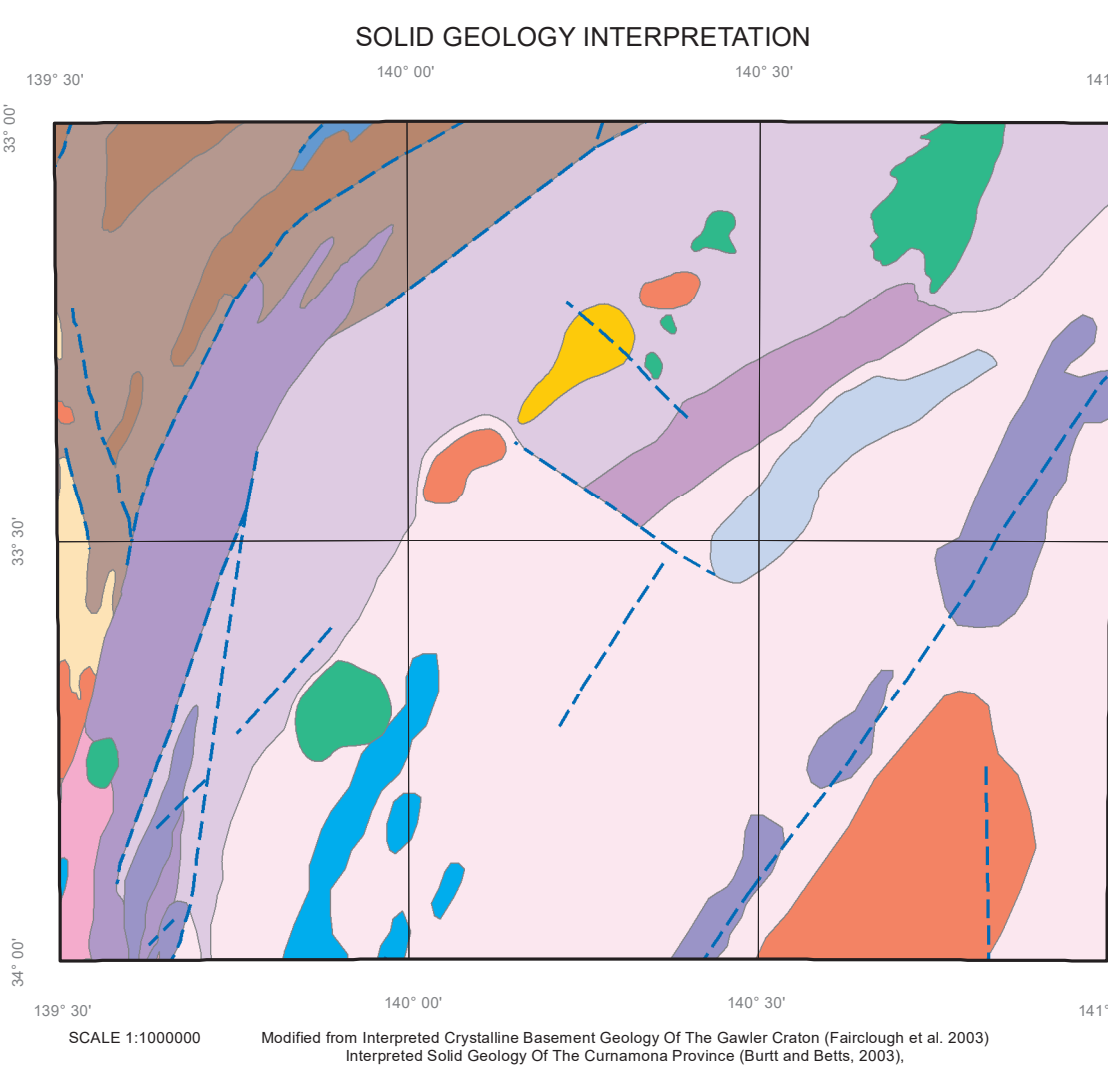 SOLID GEOLOGY INTERPRETATION
139° 30' 140° 00' 140° 30' 141
33° 00'
33° 30'
34° 00'
139° 30' 140° 00' 140° 30' 141°
SCALE 1:1000000 Modified from Interpreted Crystalline Basement Geology Of The Gawler Craton (Fairclough et al. 2003)
Interpreted Solid Geology Of The Curnamona Province (Burtt and Betts, 2003),